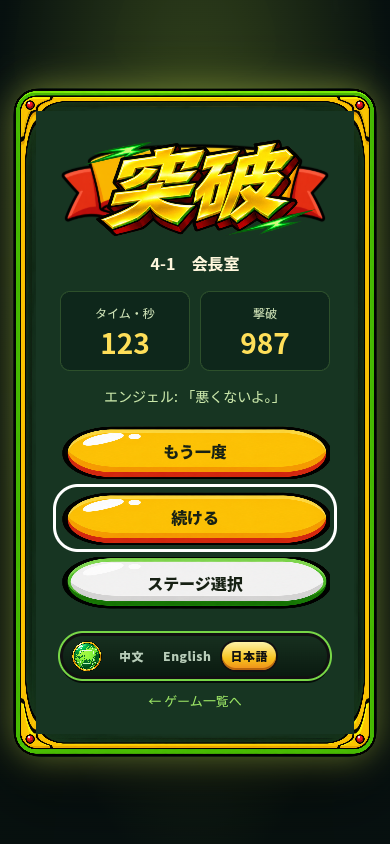 突破
4-1 会長室
タイム・秒
123
撃破
987
エンジェル: 「悪くないよ。」
もう一度
続ける
ステージ選択
中文 English 日本語
← ゲーム一覧へ